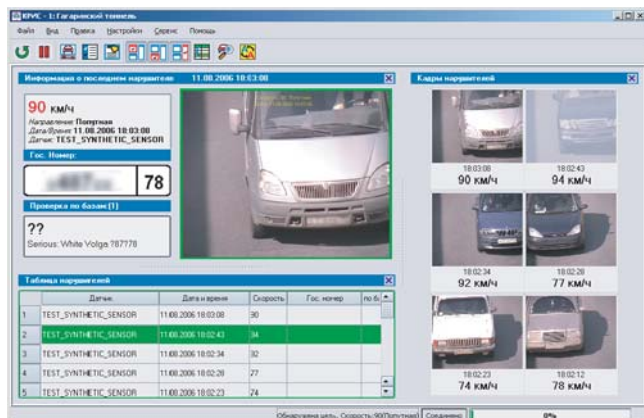 КРИС - 1: Гагаринский тоннель
Файл Вид Правка Настройки Сервис Помощь
Информация о последнем нарушителе 11.08.2006 18:03:08
90 км/ч
Направление: Попутная
Дата/Время: 11.08.2006 18:03:08
Датчик: TEST_SYNTHETIC_SENSOR
Гос. Номер:
78
Проверка по базам:(1)
??
Serious: White Volga ?87?78
Кадры нарушителей
18:03:08 18:02:43
90 км/ч 94 км/ч
18:02:34 18:02:28
92 км/ч 77 км/ч
18:02:23 18:02:12
74 км/ч 78 км/ч
Таблица нарушителей
Датчик Дата и время Скорость Гос. номер по ба
1 TEST_SYNTHETIC_SENSOR 11.08.2006 18:03:08 90
2 TEST_SYNTHETIC_SENSOR 11.08.2006 18:02:43 94
3 TEST_SYNTHETIC_SENSOR 11.08.2006 18:02:34 92
4 TEST_SYNTHETIC_SENSOR 11.08.2006 18:02:28 77
5 TEST_SYNTHETIC_SENSOR 11.08.2006 18:02:23 74
Обнаружена цель. Скорость:90(Попутная) Соединено 0%